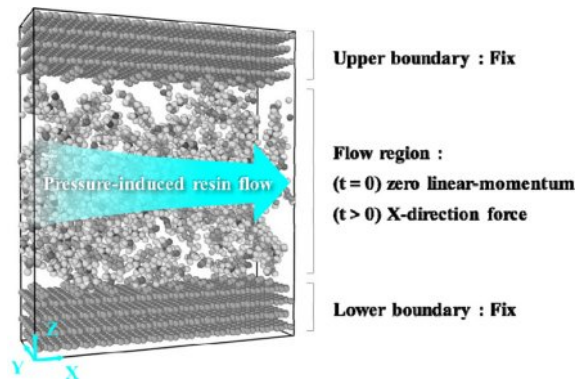 Upper boundary : Fix
Pressure-induced resin flow
Flow region :
(t = 0) zero linear-momentum
(t > 0) X-direction force
Lower boundary : Fix
Z
Y
X